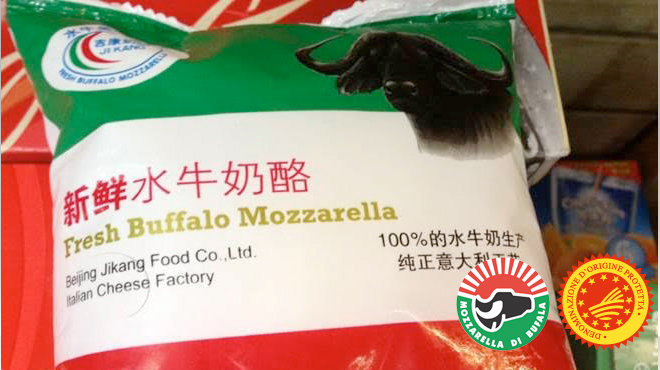 吉康
JI KANG
FRESH BUFFALO MOZZARELLA
新鲜水牛奶酪
Fresh Buffalo Mozzarella
Beijing Jikang Food Co.,Ltd.
Italian Cheese Factory
100%的水牛奶生产
纯正意大利
MOZZARELLA DI BUFALA
DENOMINAZIONE D'ORIGINE PROTETTA